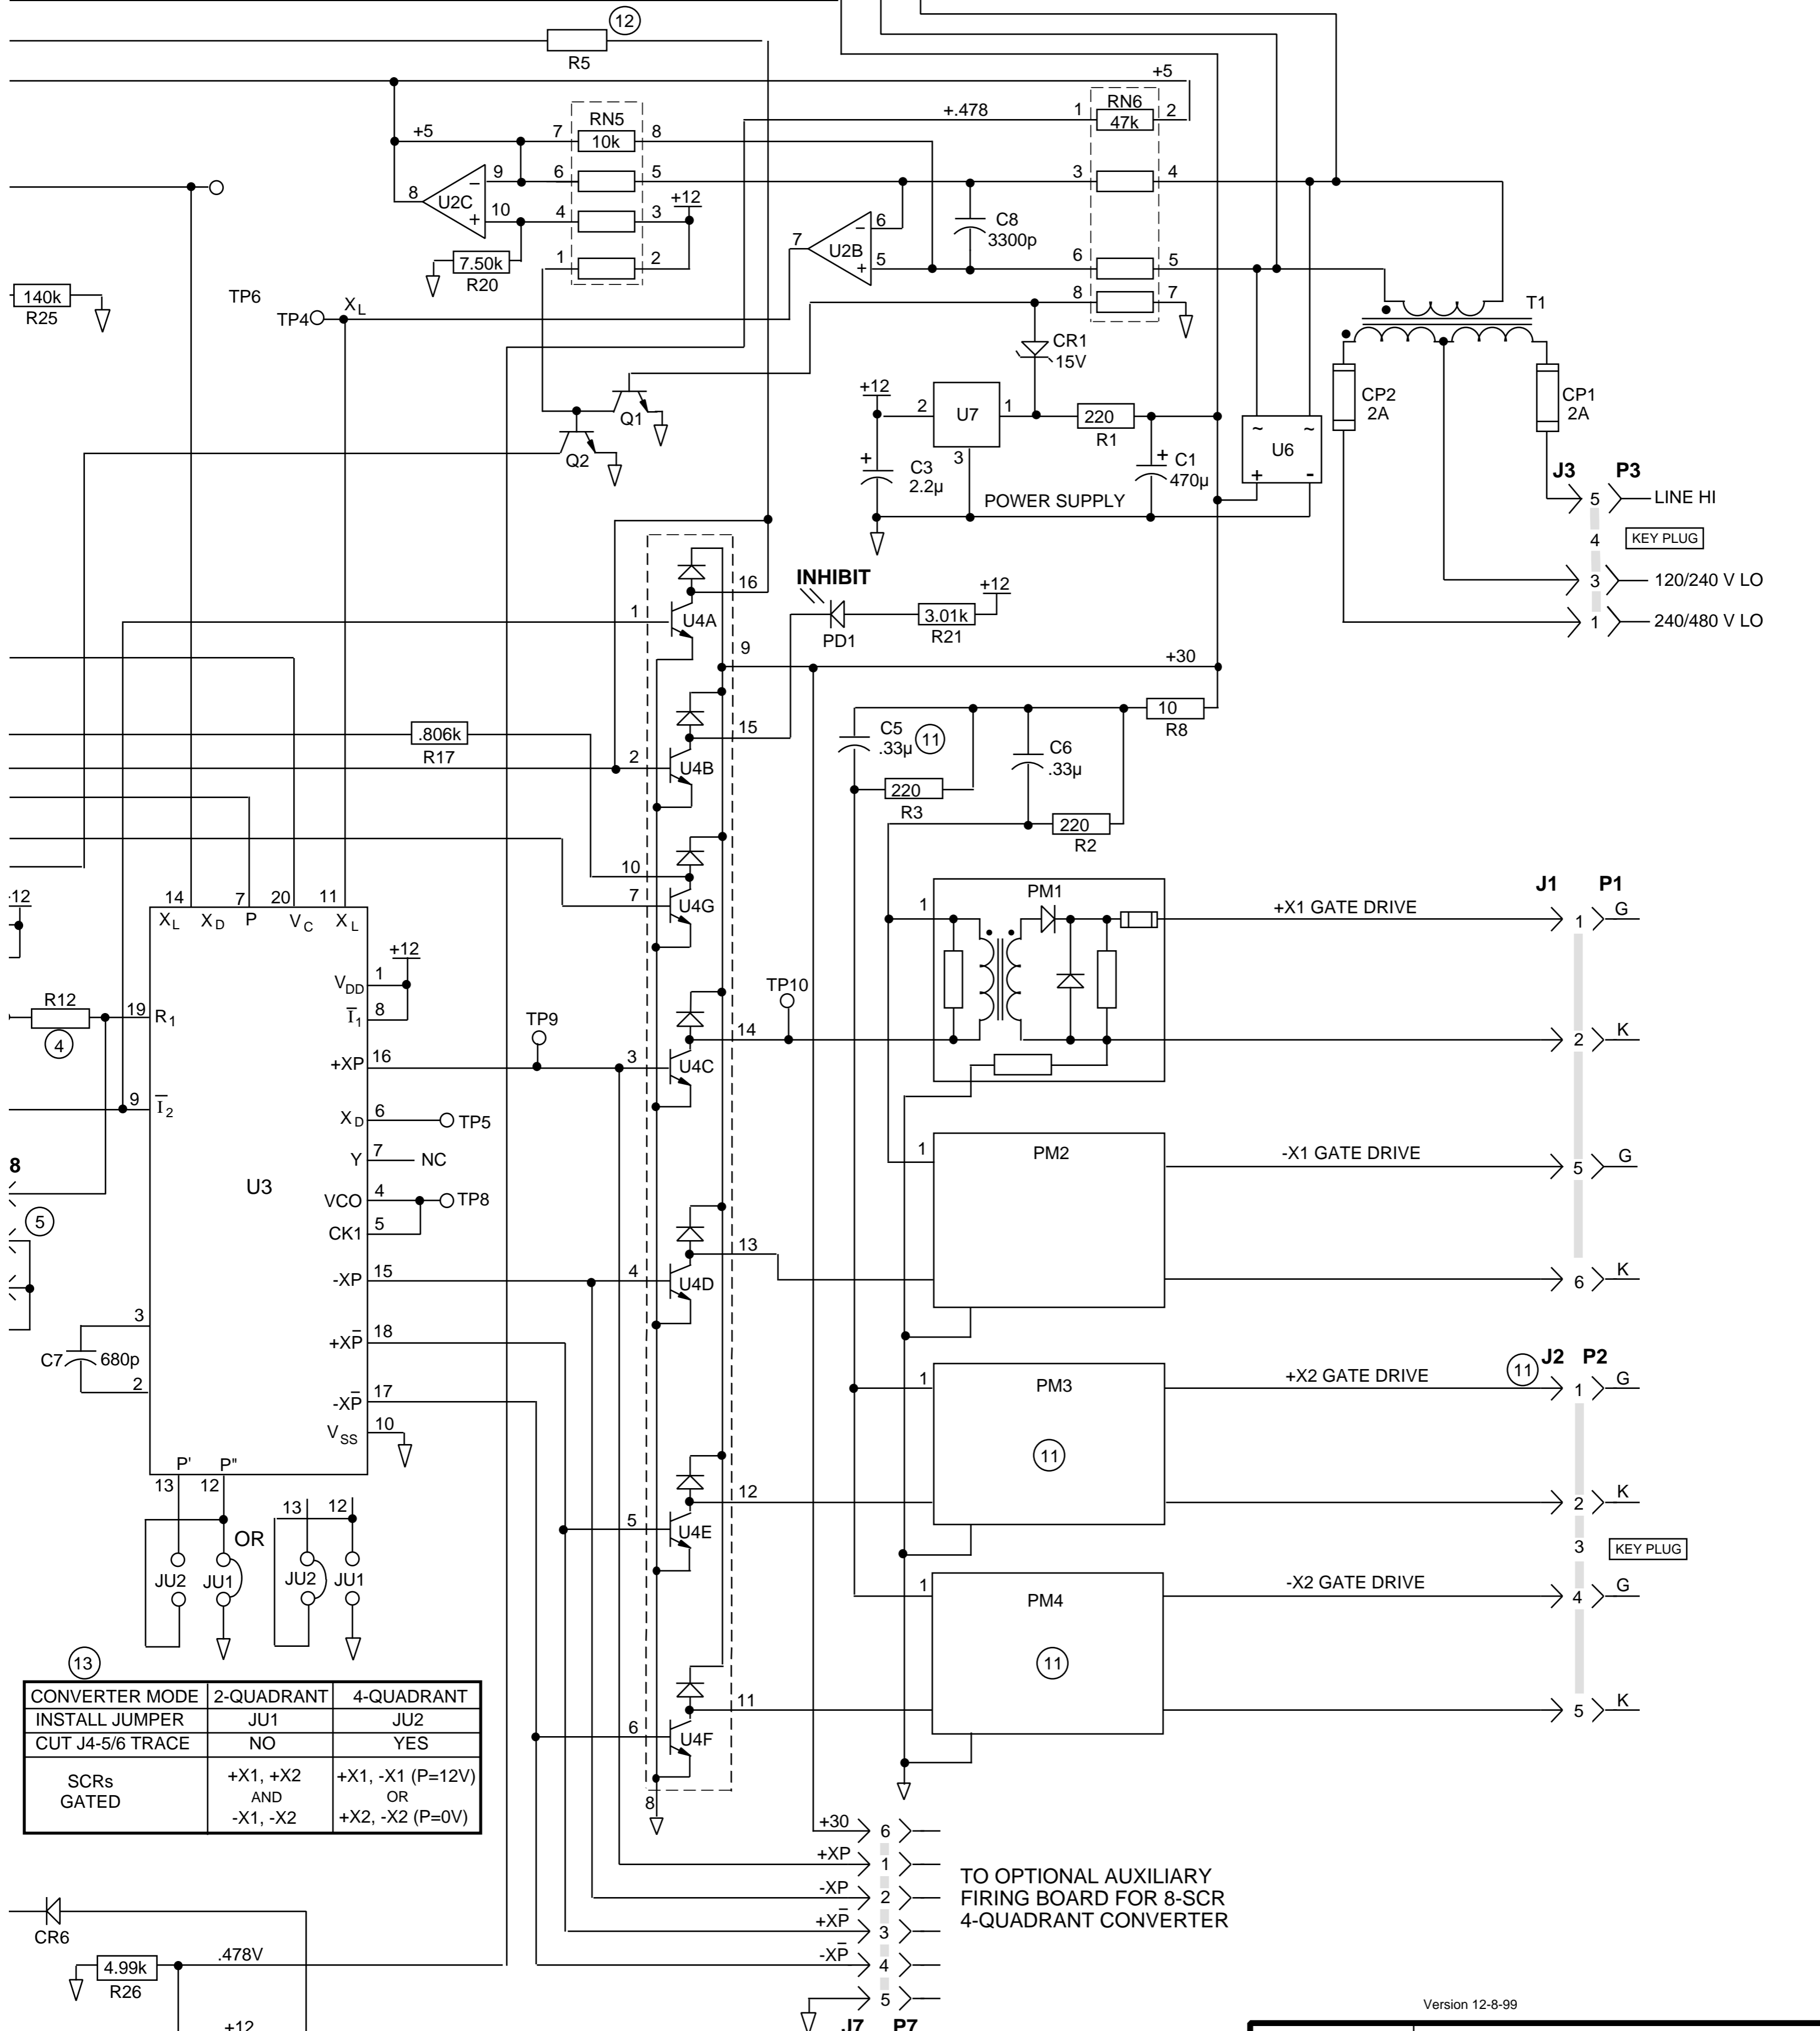 12
R5
+5
RN5
+5 7 10k 8
+.478 1 RN6 2
47k
9 6 5 3 4
8 U2C - +
10 4 3 +12
6 C8
3300p
7 U2B - +
5 6 5
7.50k
R20
1 2
8 7
140k
R25
TP6
TP4 XL
T1
CR1
15V
+12
2 U7 1 220
R1
3
Q1
Q2
+ C3
2.2µ
+ C1
470µ
POWER SUPPLY
~ ~
U6
+ -
CP2
2A
CP1
2A
J3 P3
5 LINE HI
4 KEY PLUG
3 120/240 V LO
1 240/480 V LO
16
1 U4A
INHIBIT
PD1
3.01k
R21
+12
9 +30
10
R8
15
.806k
R17
2 U4B
C5
.33µ
11
C6
.33µ
220
R3
220
R2
10
7 U4G
12
14 7 20 11
XL XD P VC XL
+12
VDD 1
I̅1 8
R12
4
19 R1
+XP 16
TP9
3 U4C
14
TP10
9 I̅2
XD 6 TP5
Y 7 NC
8
U3
VCO 4 TP8
CK1 5
5
-XP 15
4 U4D
13
3
C7 680p
2
+XP̅ 18
-XP̅ 17
VSS 10
P' P"
13 12
OR
13 12
JU2 JU1
JU2 JU1
5 U4E
12
6 U4F
11
8
PM1
1
+X1 GATE DRIVE
J1 P1
1 G
2 K
PM2
1
-X1 GATE DRIVE
5 G
6 K
PM3
1
11
+X2 GATE DRIVE
11
J2 P2
1 G
2 K
3 KEY PLUG
PM4
1
11
-X2 GATE DRIVE
4 G
5 K
13
CONVERTER MODE 2-QUADRANT 4-QUADRANT
INSTALL JUMPER JU1 JU2
CUT J4-5/6 TRACE NO YES
SCRs GATED
+X1, +X2 AND -X1, -X2
+X1, -X1 (P=12V) OR +X2, -X2 (P=0V)
+30 6
+XP 1
-XP 2
+XP̅ 3
-XP̅ 4
5
J7 P7
TO OPTIONAL AUXILIARY
FIRING BOARD FOR 8-SCR
4-QUADRANT CONVERTER
CR6
4.99k
R26
.478V
+12
Version 12-8-99